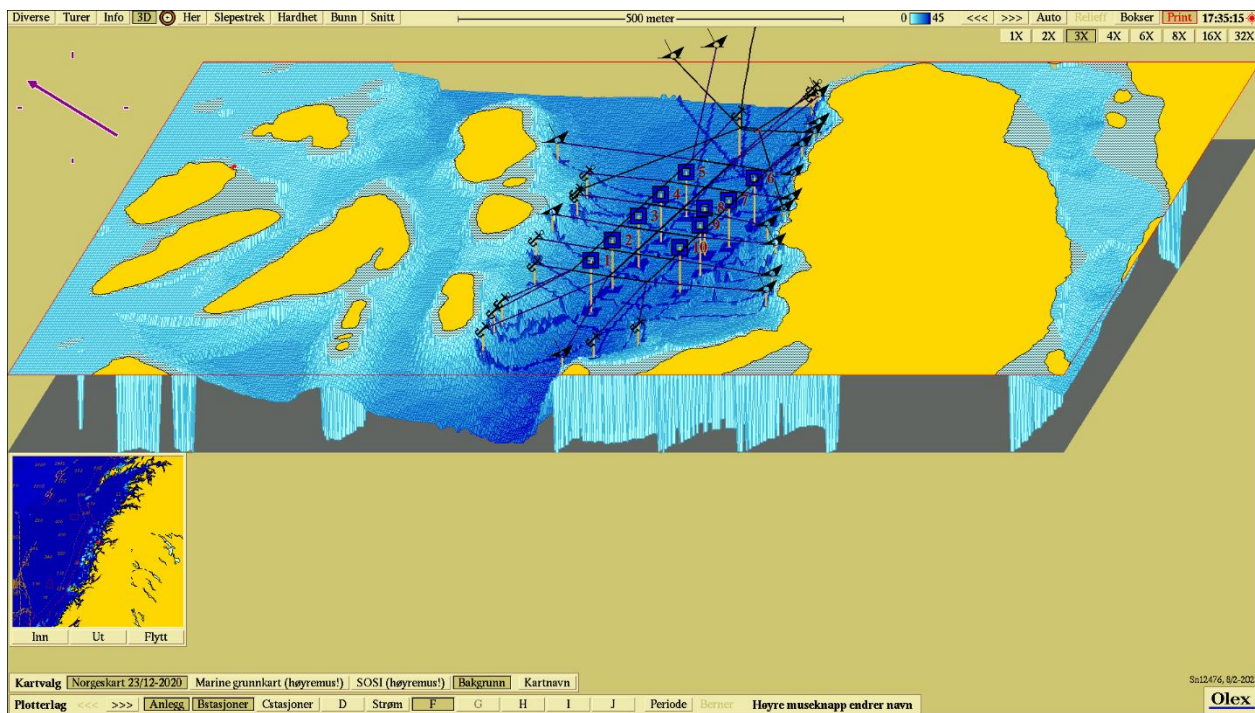 Diverse Turer Info 3D Her Slepestrek Hardhet Bunn Snitt 500 meter 0 45 <<< >>> Auto Relieff Bokser Print 17:35:15
1X 2X 3X 4X 6X 8X 16X 32X
5
6
4
7
8
3
9
2
10
1
Inn Ut Flytt
Kartvalg Norgeskart 23/12-2020 Marine grunnkart (høyremus!) SOSI (høyremus!) Bakgrunn Kartnavn
Plotterlag <<< >>> Anlegg Bstasjoner Cstasjoner D Strøm F G H I J Periode Berner Høyre museknapp endrer navn
Olex